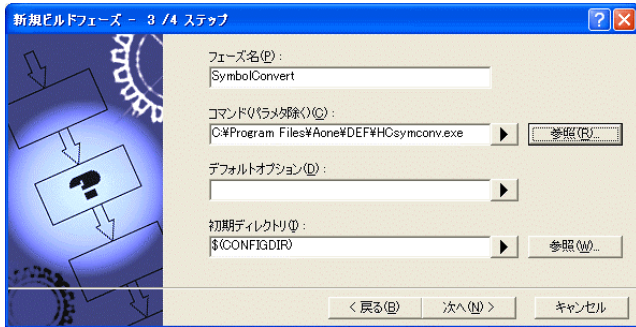 新規ビルドフェーズ - 3 /4 ステップ
フェーズ名(P) :
SymbolConvert
コマンド(パラメタ除く)(C) :
C:¥Program Files¥Aone¥DEF¥HCsymconv.exe
参照(R)...
デフォルトオプション(D) :
初期ディレクトリ(I) :
$(CONFIGDIR)
参照(W)...
< 戻る(B) 次へ(N) > キャンセル